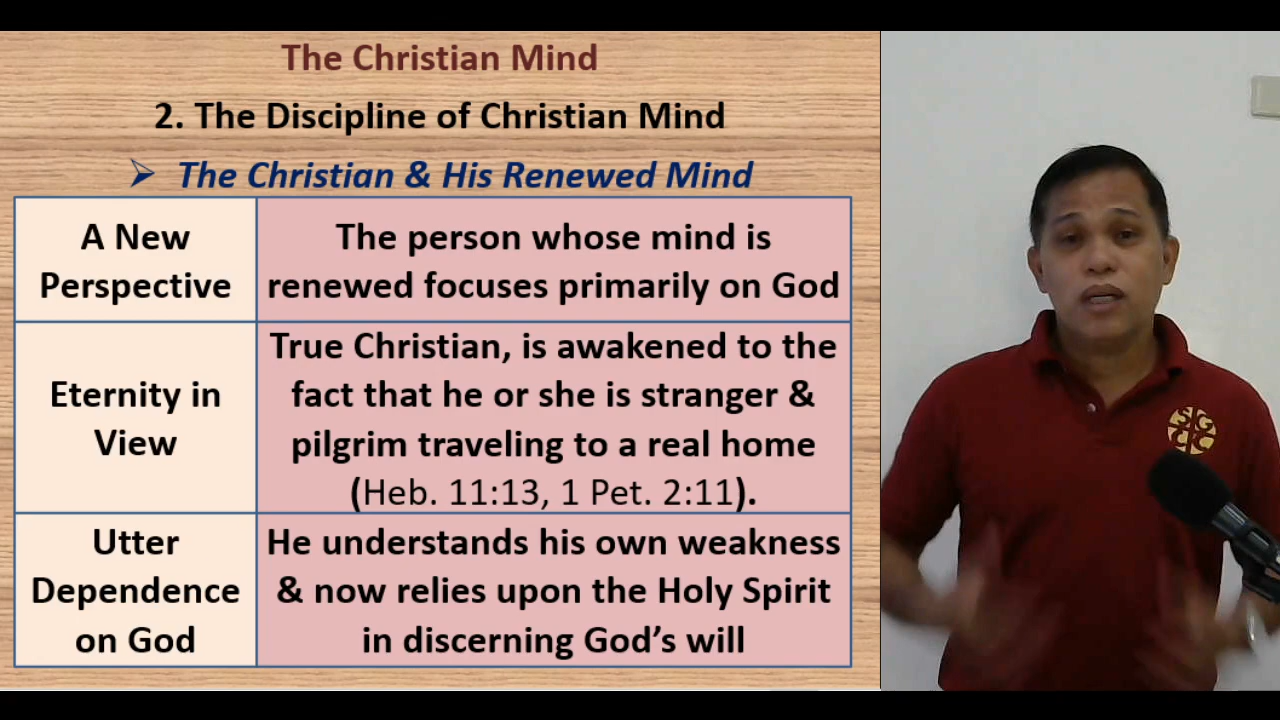 The Christian Mind
2. The Discipline of Christian Mind
➢ The Christian & His Renewed Mind
A New
Perspective
The person whose mind is
renewed focuses primarily on God
Eternity in
View
True Christian, is awakened to the
fact that he or she is stranger &
pilgrim traveling to a real home
(Heb. 11:13, 1 Pet. 2:11).
Utter
Dependence
on God
He understands his own weakness
& now relies upon the Holy Spirit
in discerning God's will
SG
CC